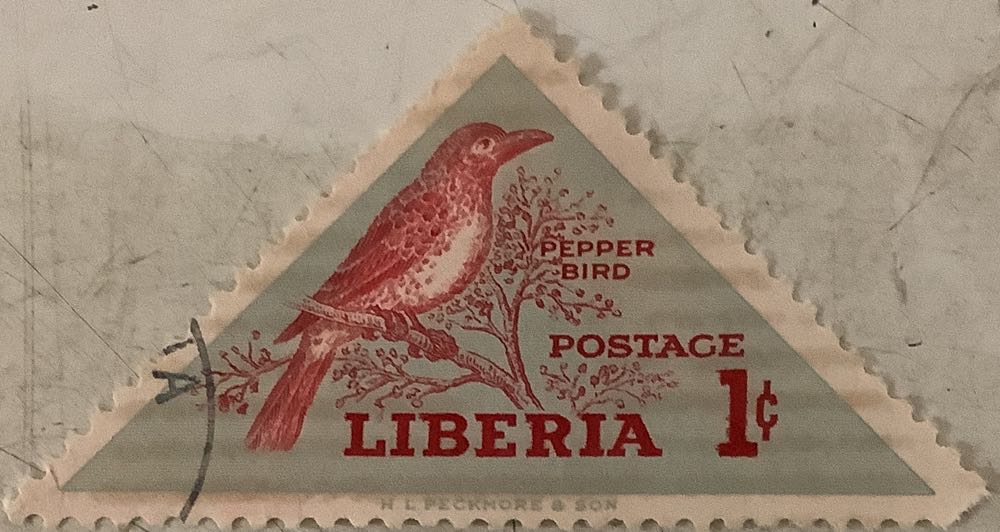 PEPPER
BIRD
POSTAGE
1¢
LIBERIA
H L PECKMORE & SON